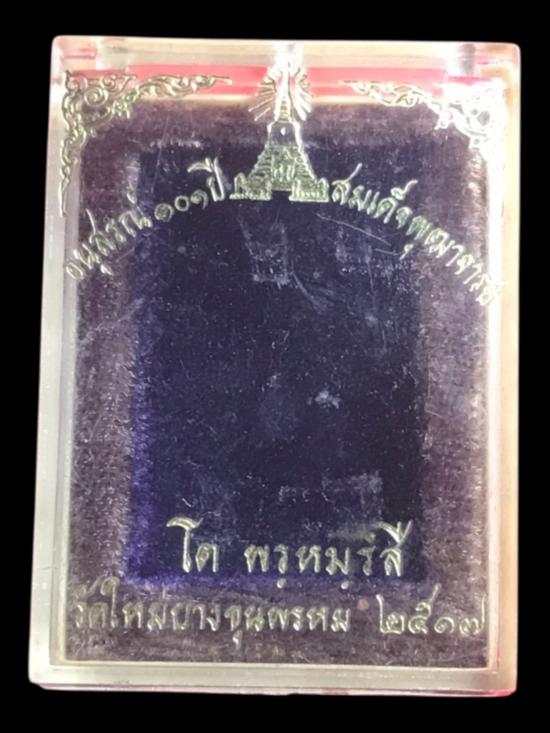 อนุสรณ์ ๑๐๑ ปี สมเด็จพุฒาจารย์
โต พรฺหมฺรํสี
วัดใหม่บางขุนพรหม ๒๕๑๗